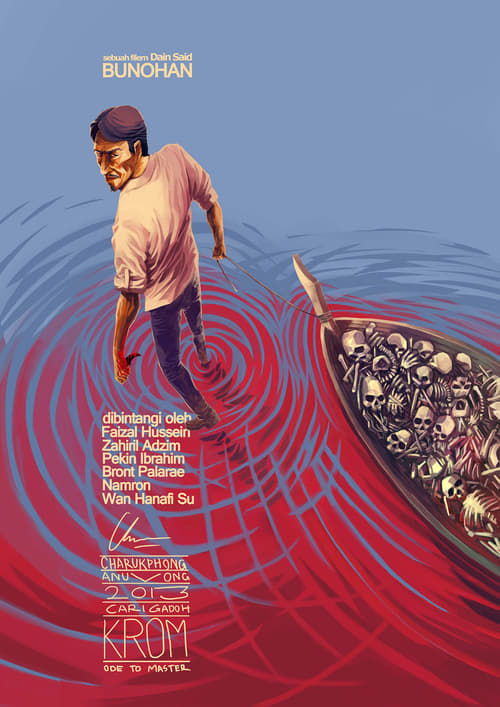 sebuah filem Dain Said
BUNOHAN
dibintangi oleh
Faizal Hussein
Zahiril Adzim
Pekin Ibrahim
Bront Palarae
Namron
Wan Hanafi Su
CHARUKPHONG
ANUVONG
2013
CARIGADOH
KROM
ODE TO MASTER